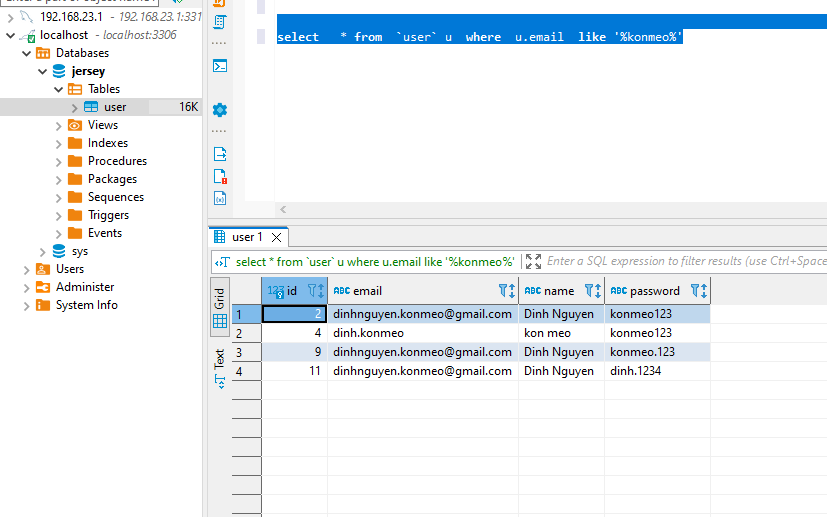 192.168.23.1 - 192.168.23.1:331
localhost - localhost:3306
Databases
jersey
Tables
user 16K
Views
Indexes
Procedures
Packages
Sequences
Triggers
Events
sys
Users
Administer
System Info
select * from `user` u where u.email like '%konmeo%'
user 1
select * from `user` u where u.email like '%konmeo%'
Enter a SQL expression to filter results (use Ctrl+Space
Grid
Text
123 id ABC email ABC name ABC password
1 2 dinhnguyen.konmeo@gmail.com Dinh Nguyen konmeo123
2 4 dinh.konmeo kon meo konmeo123
3 9 dinhnguyen.konmeo@gmail.com Dinh Nguyen konmeo.123
4 11 dinhnguyen.konmeo@gmail.com Dinh Nguyen dinh.1234